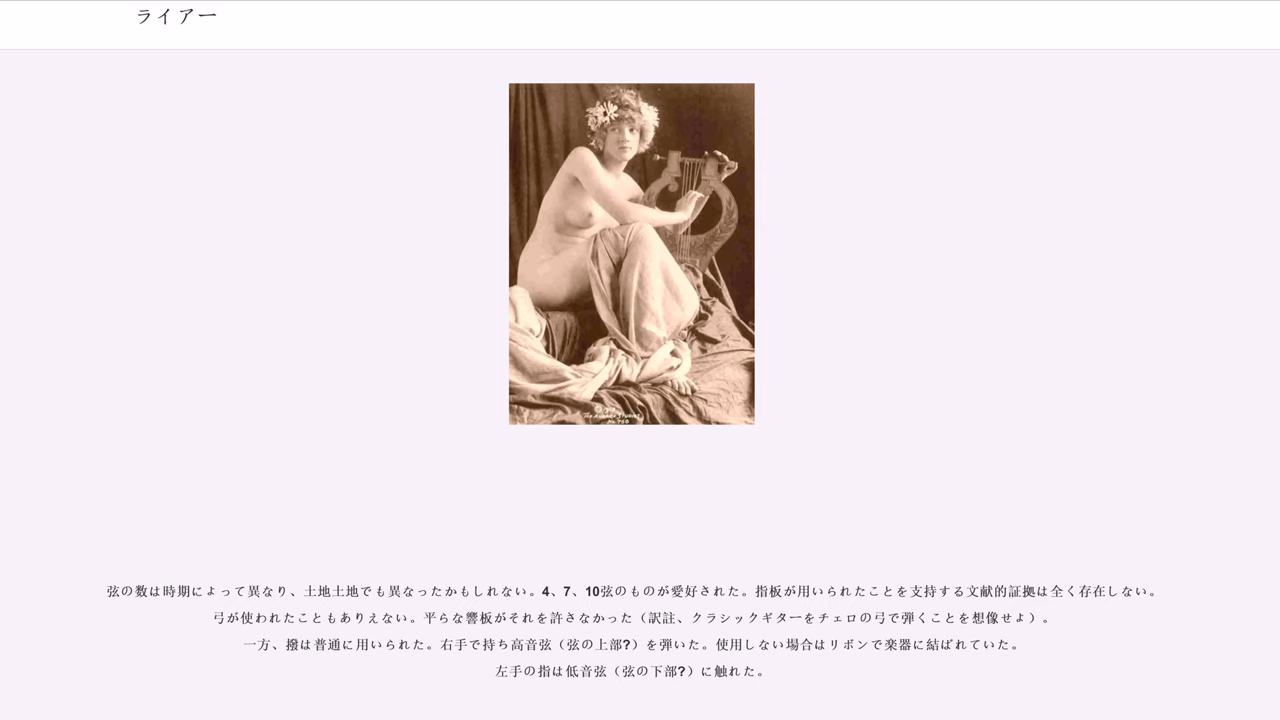 ライアー
弦の数は時期によって異なり、土地土地でも異なったかもしれない。4、7、10弦のものが愛好された。指板が用いられたことを支持する文献的証拠は全く存在しない。
弓が使われたこともありえない。平らな響板がそれを許さなかった（訳註、クラシックギターをチェロの弓で弾くことを想像せよ）。
一方、撥は普通に用いられた。右手で持ち高音弦（弦の上部?）を弾いた。使用しない場合はリボンで楽器に結ばれていた。
左手の指は低音弦（弦の下部?）に触れた。